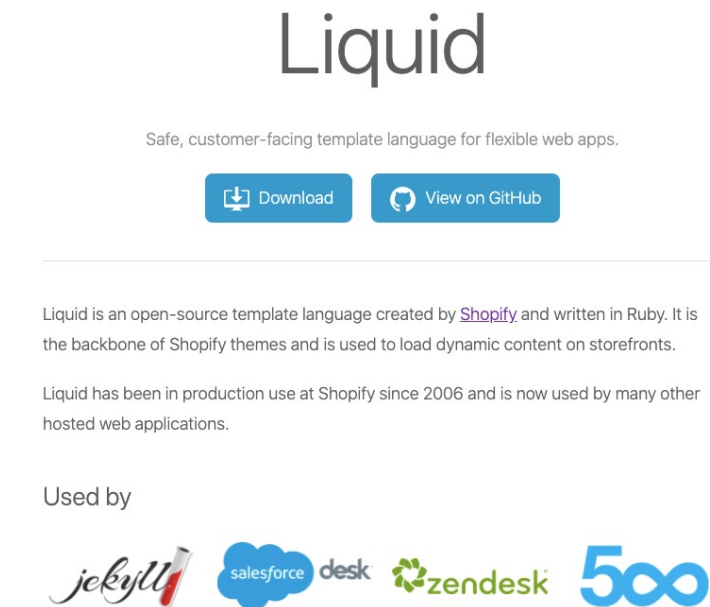 Liquid
Safe, customer-facing template language for flexible web apps.
Download View on GitHub
Liquid is an open-source template language created by Shopify and written in Ruby. It is
the backbone of Shopify themes and is used to load dynamic content on storefronts.
Liquid has been in production use at Shopify since 2006 and is now used by many other
hosted web applications.
Used by
jekyll salesforce desk zendesk 500